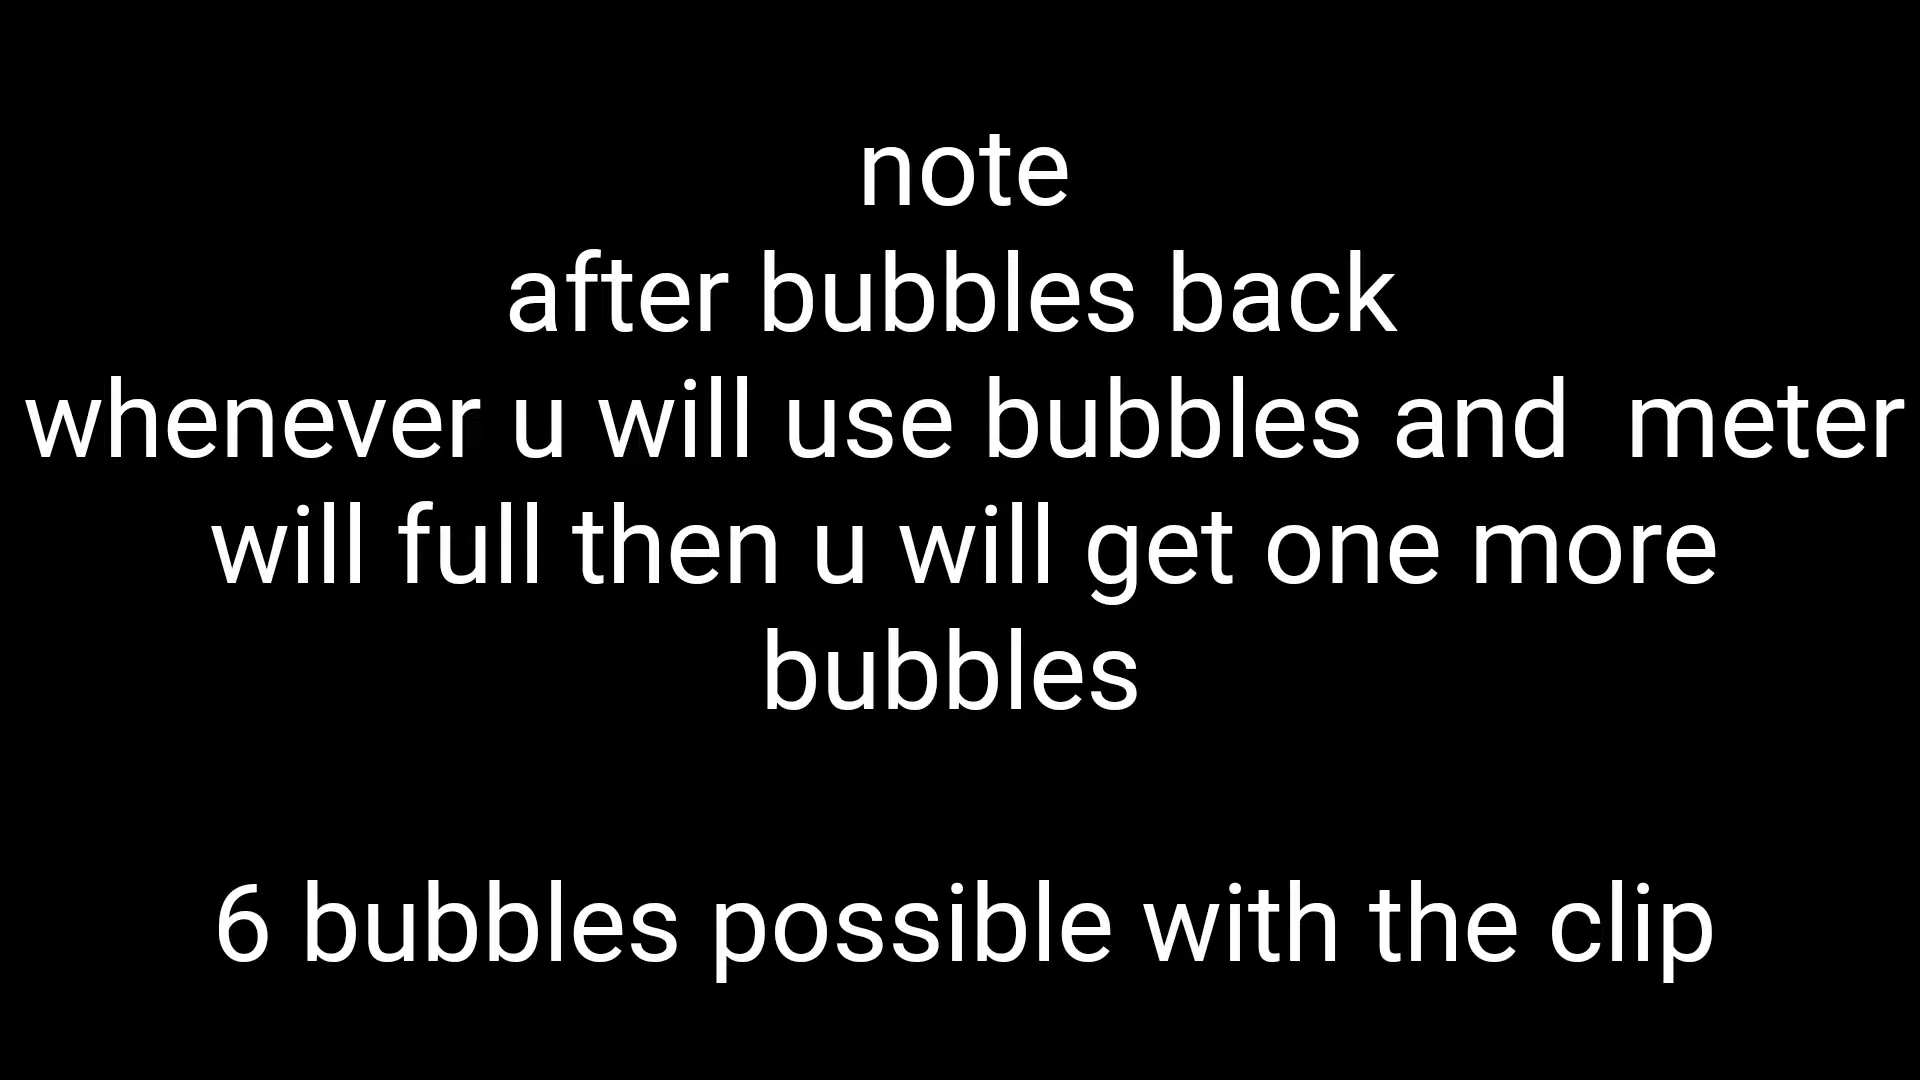 note
after bubbles back
whenever u will use bubbles and  meter
will full then u will get one more
bubbles
6 bubbles possible with the clip